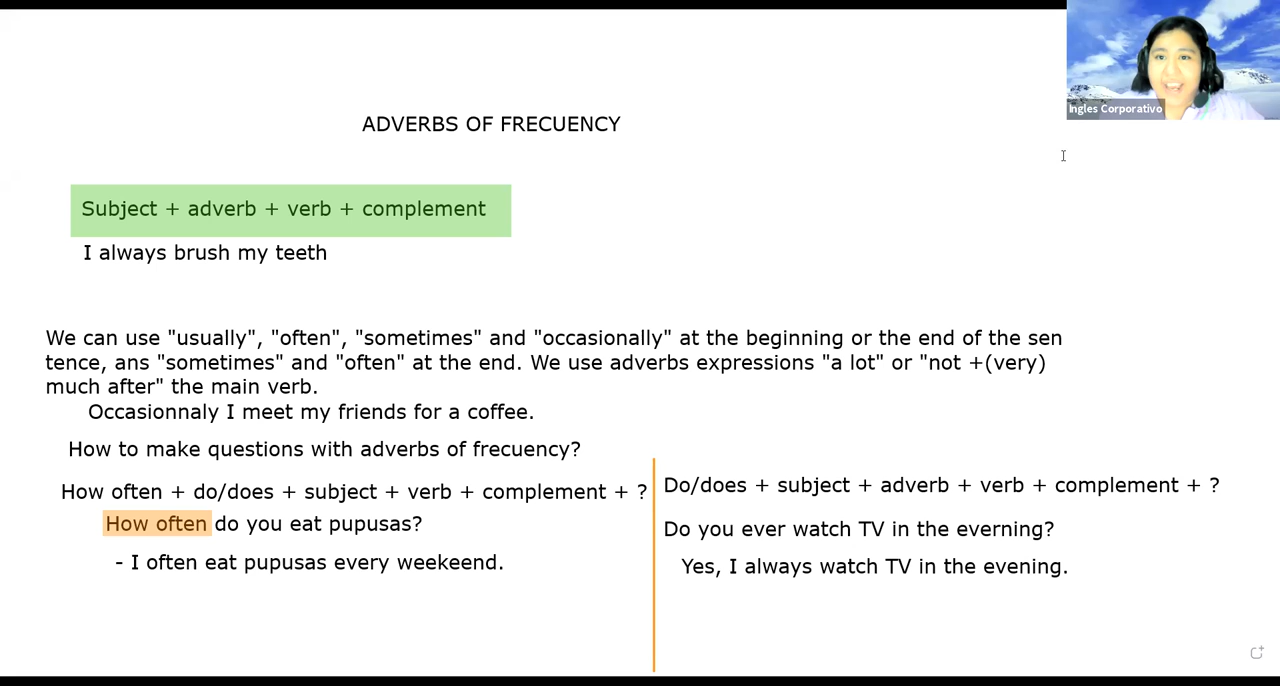 Ingles Corporativo
ADVERBS OF FRECUENCY
Subject + adverb + verb + complement
I always brush my teeth
We can use "usually", "often", "sometimes" and "occasionally" at the beginning or the end of the sen
tence, ans "sometimes" and "often" at the end. We use adverbs expressions "a lot" or "not +(very)
much after" the main verb.
Occasionnaly I meet my friends for a coffee.
How to make questions with adverbs of frecuency?
How often + do/does + subject + verb + complement + ?
How often do you eat pupusas?
- I often eat pupusas every weekeend.
Do/does + subject + adverb + verb + complement + ?
Do you ever watch TV in the everning?
Yes, I always watch TV in the evening.